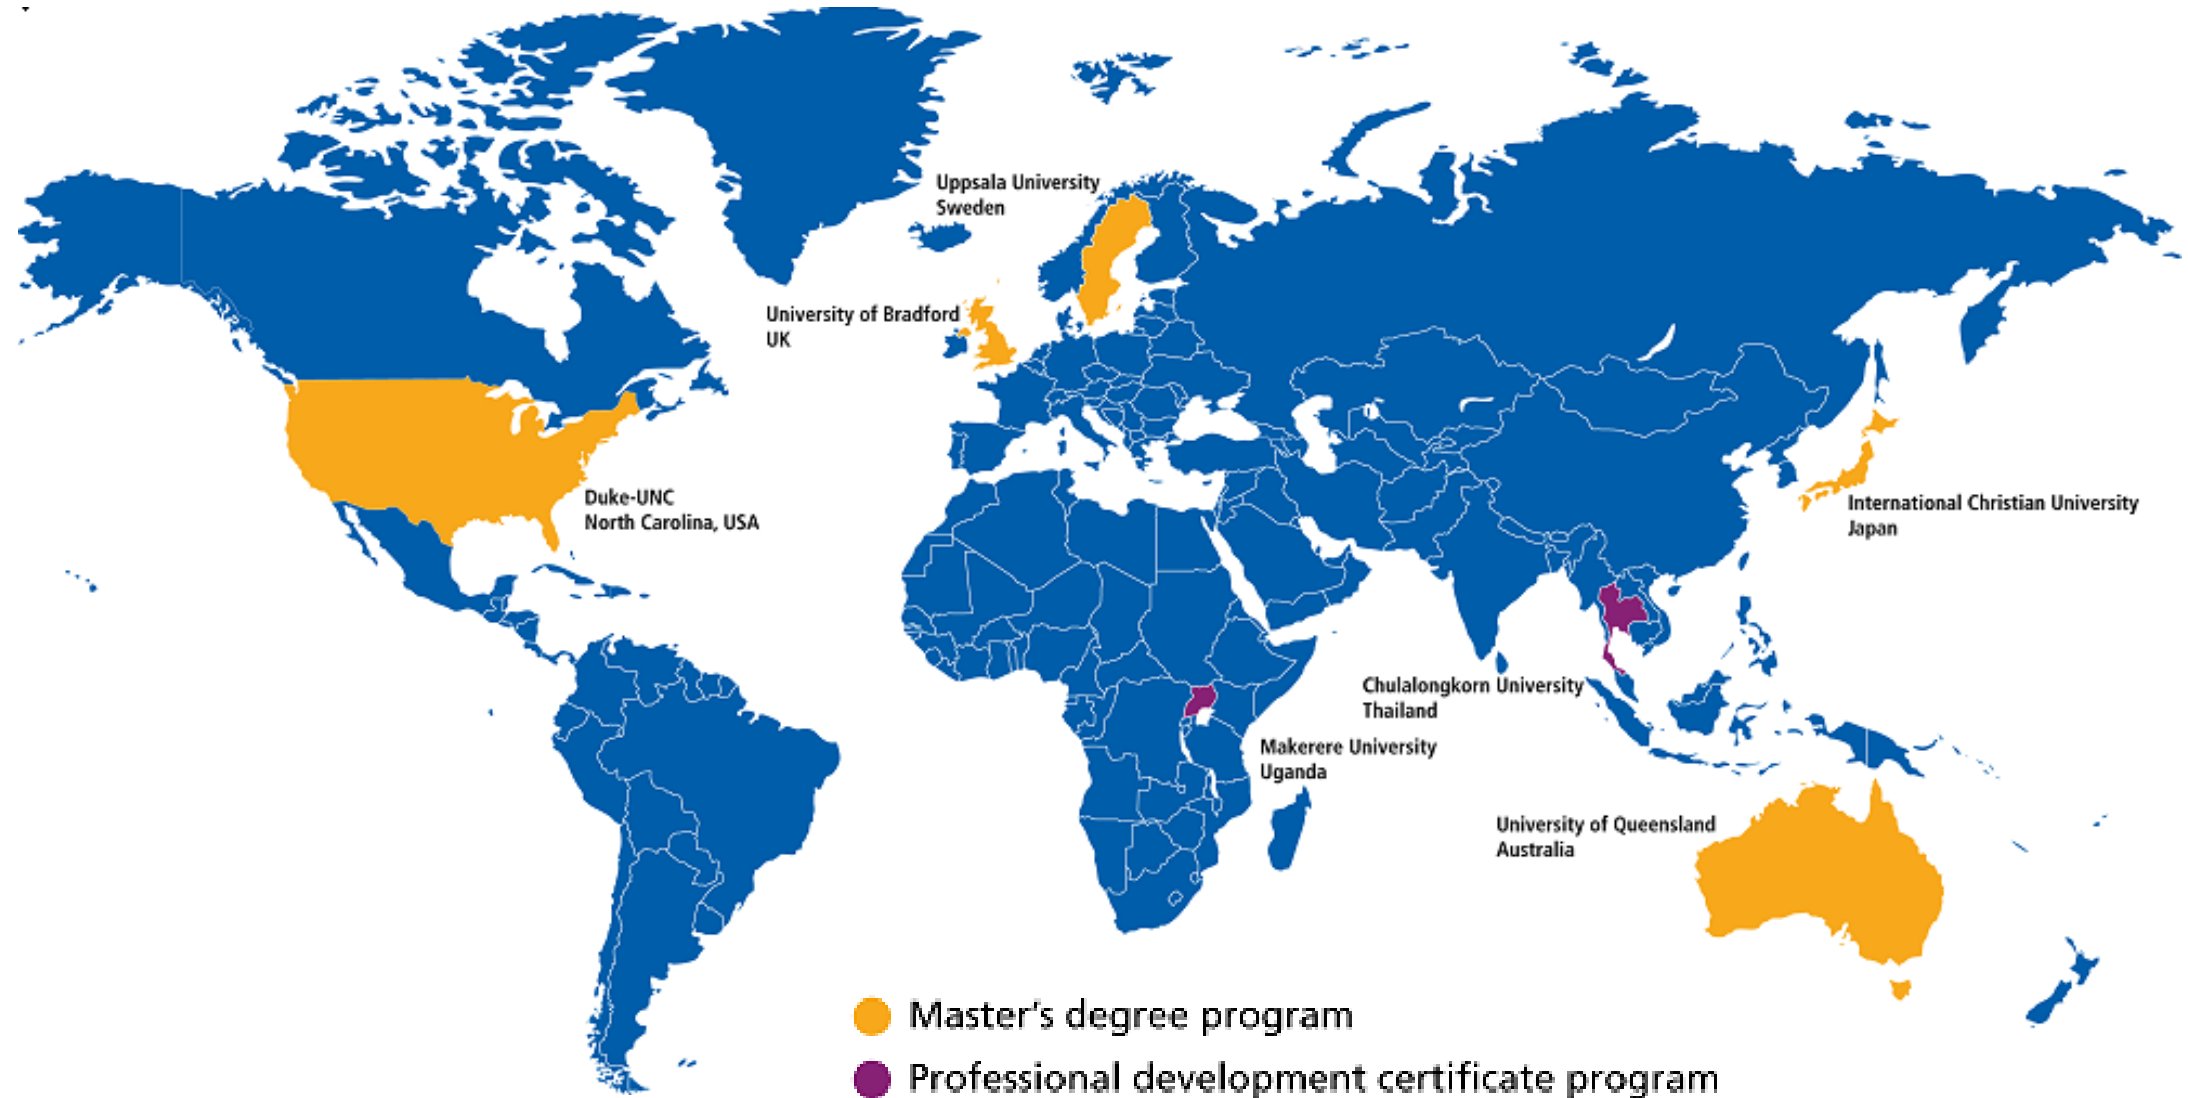 Uppsala University
Sweden
University of Bradford
UK
Duke-UNC
North Carolina, USA
International Christian University
Japan
Chulalongkorn University
Thailand
Makerere University
Uganda
University of Queensland
Australia
Master's degree program
Professional development certificate program